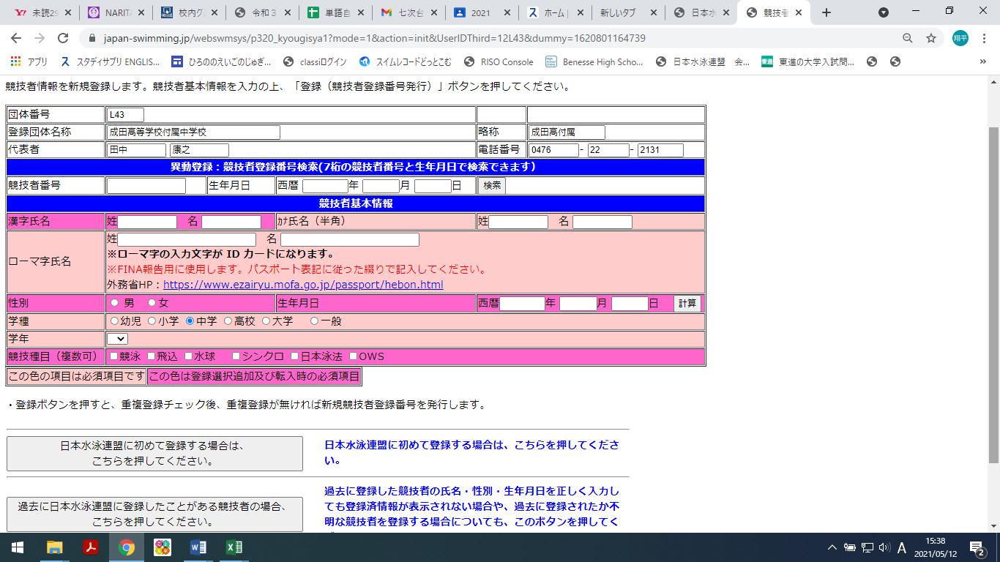 未読29
NARITA
校内グ
令和３
単語自
七次台
2021
ホーム |
新しいタブ
日本水
競技者
japan-swimming.jp/webswmsys/p320_kyougisya1?mode=1&action=init&UserIDThird=12L43&dummy=1620801164739
翔平
アプリ
スタディサプリ ENGLIS...
ひろののえいごのじゅぎ...
classiログイン
スイムレコードどっとこむ
RISO Console
Benesse High Scho...
日本水泳連盟　会...
東進の大学入試問...
»
競技者情報を新規登録します。競技者基本情報を入力の上、「登録（競技者登録番号発行）」ボタンを押してください。
団体番号 L43
登録団体名称 成田高等学校付属中学校 略称 成田高付属
代表者 田中 康之 電話番号 0476 - 22 - 2131
異動登録：競技者登録番号検索(7桁の競技者番号と生年月日で検索できます)
競技者番号 生年月日 西暦 年 月 日 検索
競技者基本情報
漢字氏名 姓 名 ｶﾅ氏名（半角） 姓 名
ローマ字氏名 姓 名
※ローマ字の入力文字が ID カードになります。
※FINA報告用に使用します。パスポート表記に従った綴りで記入してください。
外務省HP：https://www.ezairyu.mofa.go.jp/passport/hebon.html
性別 男 女 生年月日 西暦 年 月 日 計算
学種 幼児 小学 中学 高校 大学 一般
学年
競技種目（複数可） 競泳 飛込 水球 シンクロ 日本泳法 OWS
この色の項目は必須項目です この色は登録選択追加及び転入時の必須項目
・登録ボタンを押すと、重複登録チェック後、重複登録が無ければ新規競技者登録番号を発行します。
日本水泳連盟に初めて登録する場合は、
こちらを押してください。
日本水泳連盟に初めて登録する場合は、こちらを押してくださ
い。
過去に日本水泳連盟に登録したことがある競技者の場合、
こちらを押してください。
過去に登録した競技者の氏名・性別・生年月日を正しく入力し
ても登録済情報が表示されない場合や、過去に登録されたか不
明な競技者を登録する場合についても、このボタンを押してく
A
15:38
2021/05/12
2